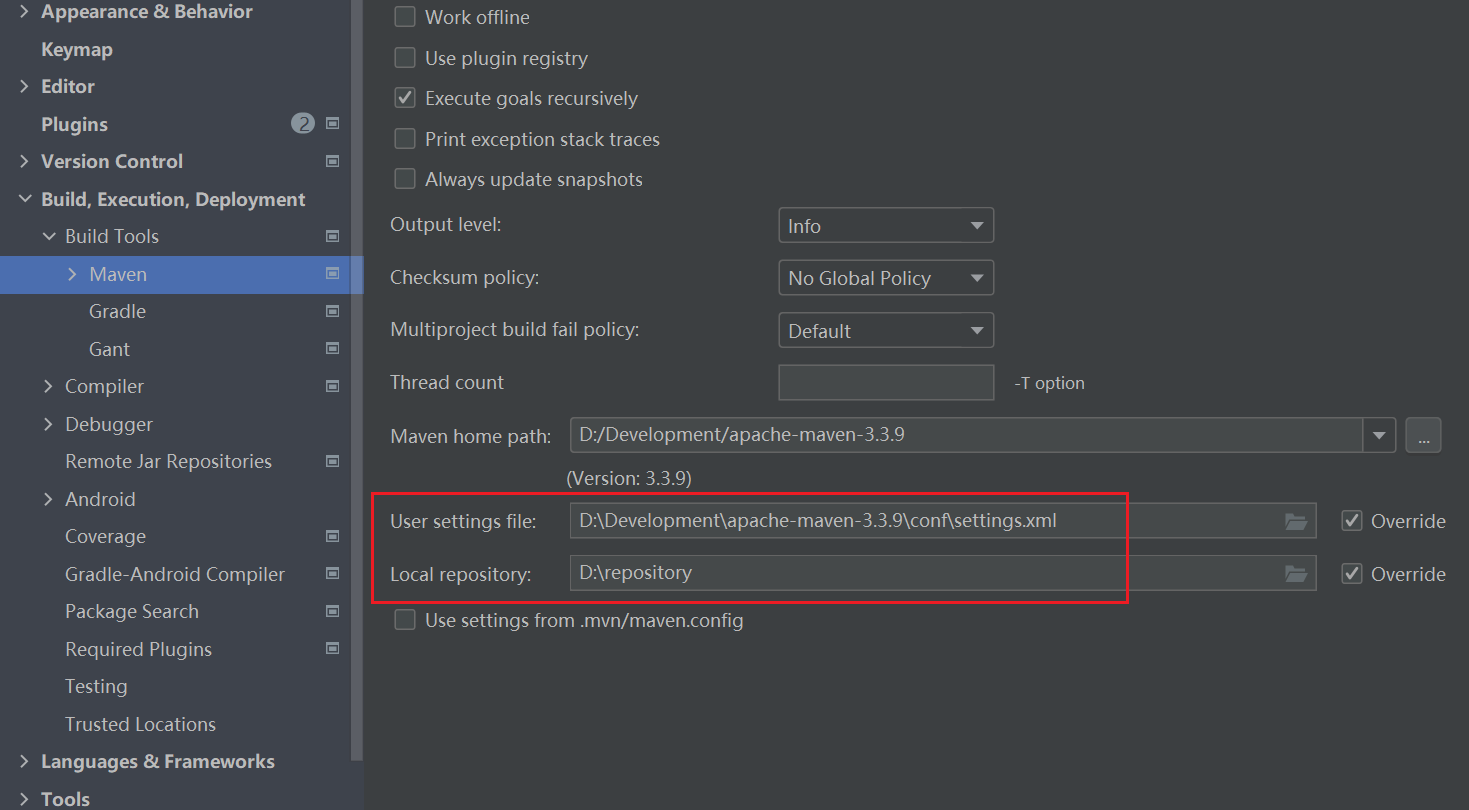 Appearance & Behavior
Keymap
Editor
Plugins 2
Version Control
Build, Execution, Deployment
Build Tools
Maven
Gradle
Gant
Compiler
Debugger
Remote Jar Repositories
Android
Coverage
Gradle-Android Compiler
Package Search
Required Plugins
Testing
Trusted Locations
Languages & Frameworks
Tools
Work offline
Use plugin registry
Execute goals recursively
Print exception stack traces
Always update snapshots
Output level: Info
Checksum policy: No Global Policy
Multiproject build fail policy: Default
Thread count -T option
Maven home path: D:/Development/apache-maven-3.3.9 ...
(Version: 3.3.9)
User settings file: D:\Development\apache-maven-3.3.9\conf\settings.xml Override
Local repository: D:\repository Override
Use settings from .mvn/maven.config